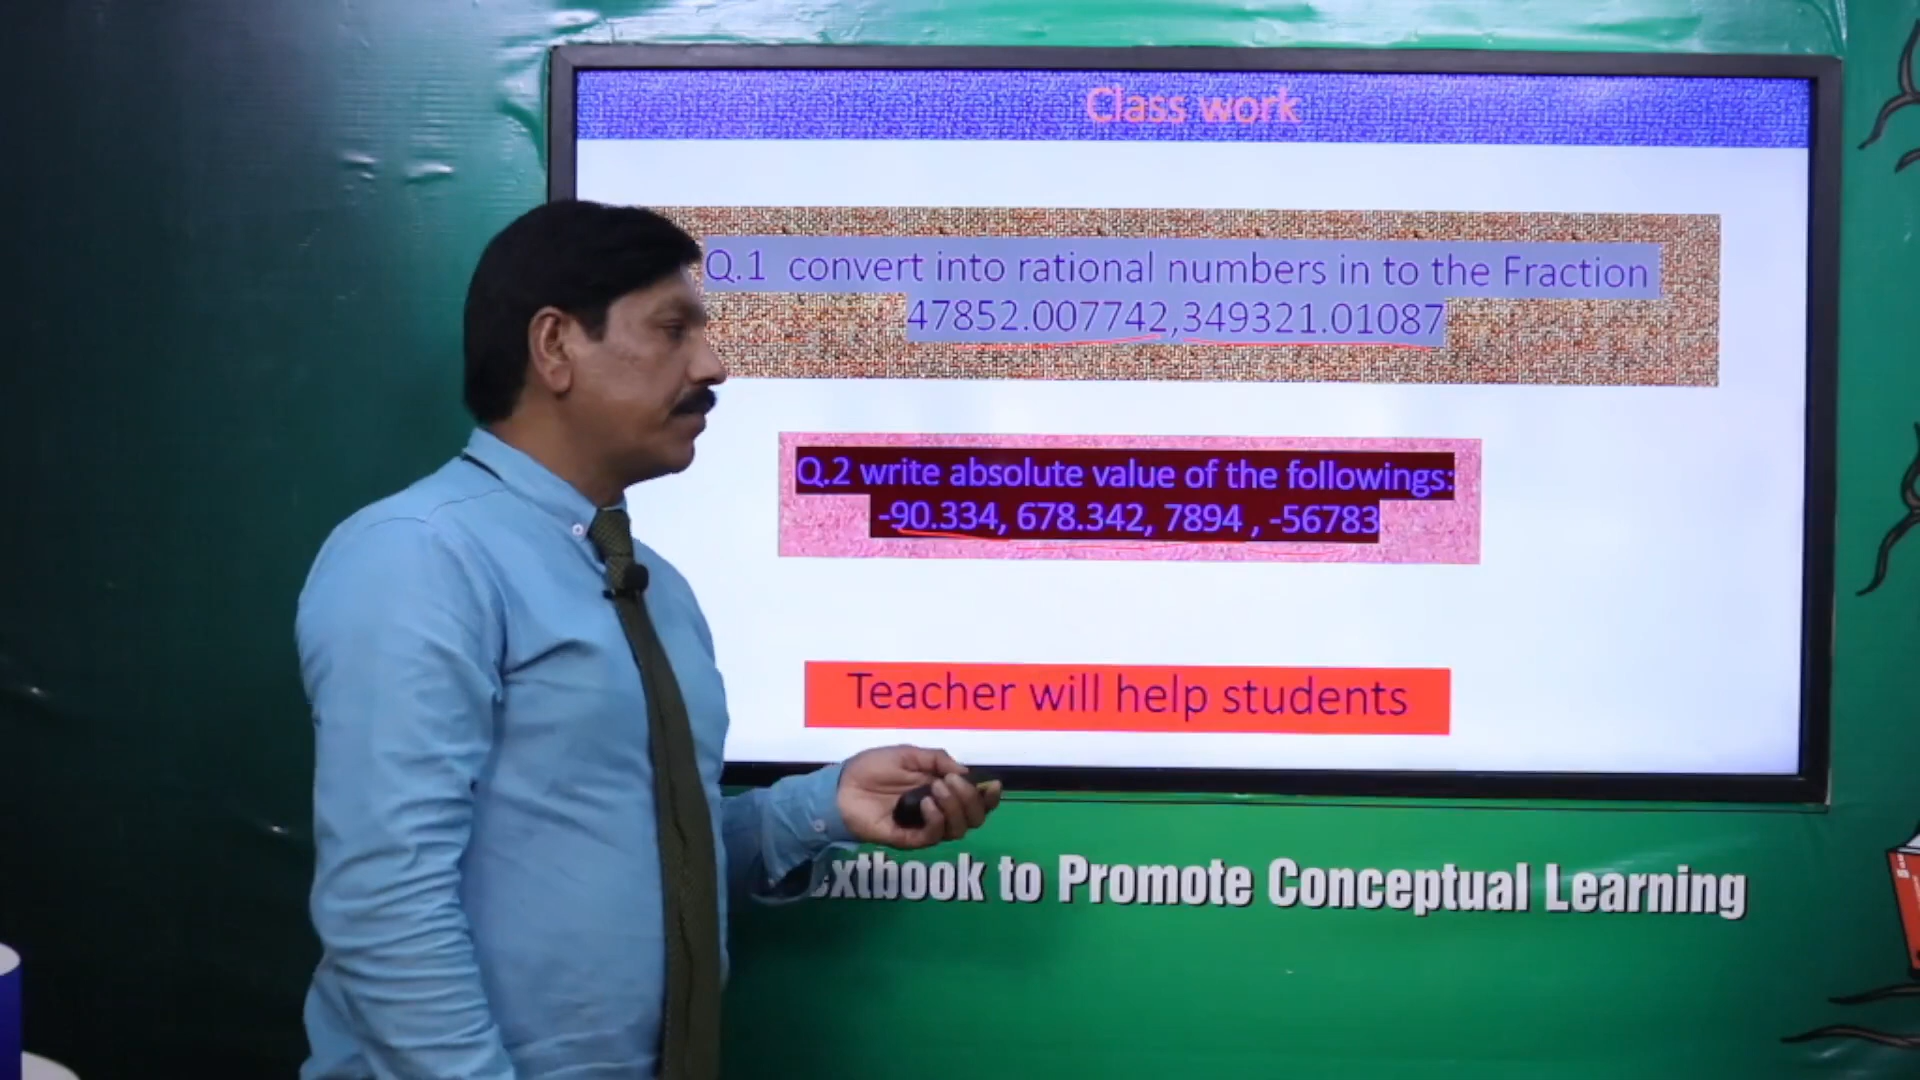 Class work
Q.1 convert into rational numbers in to the Fraction
47852.007742,349321.01087
Q.2 write absolute value of the followings:
-90.334, 678.342, 7894 , -56783
Teacher will help students
to Promote Conceptual Learning